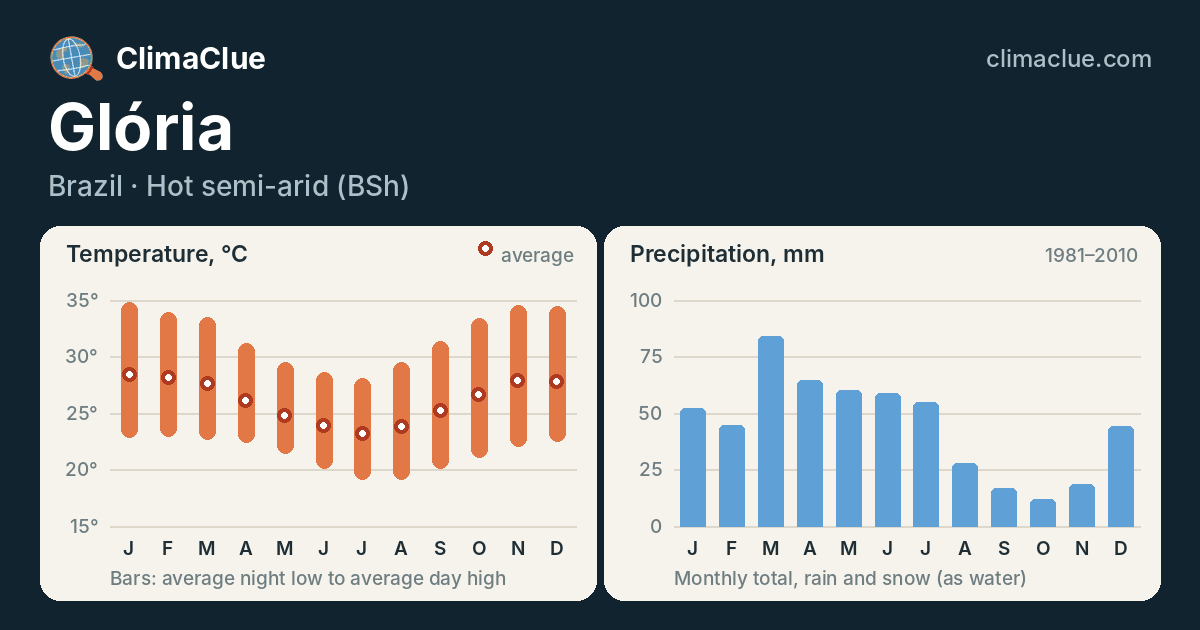 ClimaClue
climaclue.com
Glória
Brazil · Hot semi-arid (BSh)
Temperature, °C
average
35°
30°
25°
20°
15°
J F M A M J J A S O N D
Bars: average night low to average day high
Precipitation, mm
1981–2010
100
75
50
25
0
J F M A M J J A S O N D
Monthly total, rain and snow (as water)